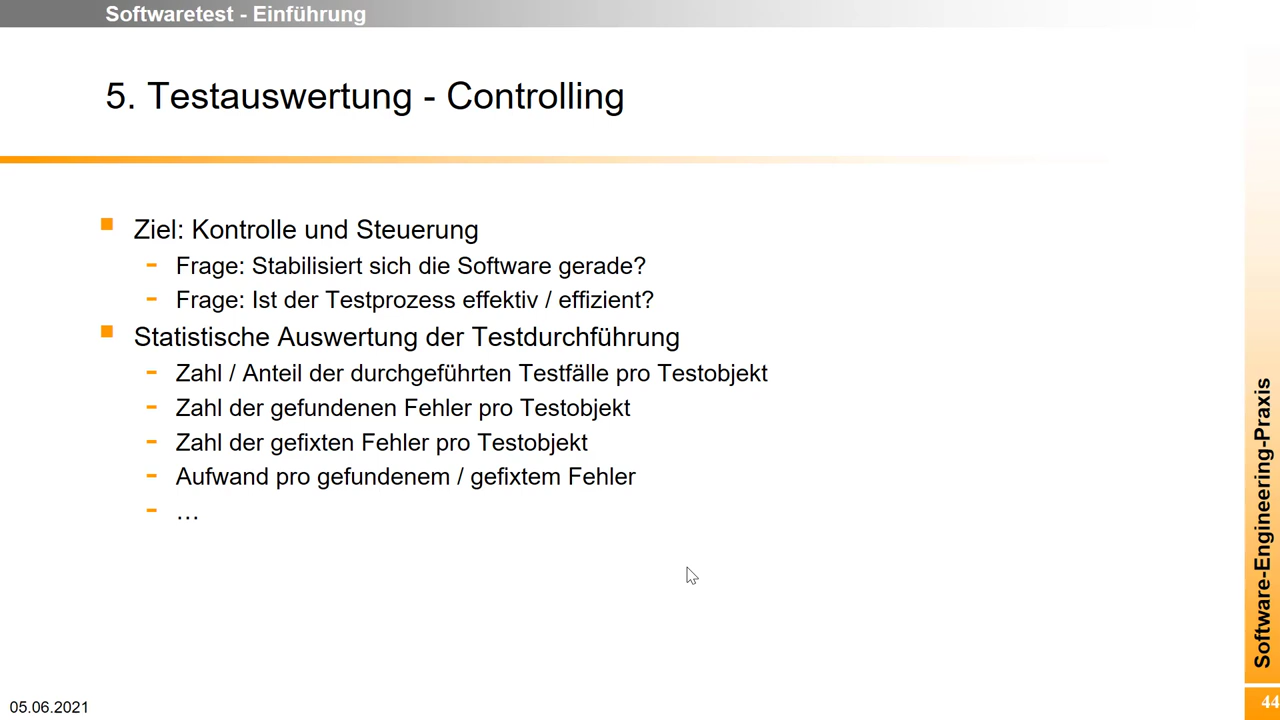 Softwaretest - Einführung
5. Testauswertung - Controlling
Ziel: Kontrolle und Steuerung
Frage: Stabilisiert sich die Software gerade?
Frage: Ist der Testprozess effektiv / effizient?
Statistische Auswertung der Testdurchführung
Zahl / Anteil der durchgeführten Testfälle pro Testobjekt
Zahl der gefundenen Fehler pro Testobjekt
Zahl der gefixten Fehler pro Testobjekt
Aufwand pro gefundenem / gefixtem Fehler
…
Software-Engineering-Praxis
05.06.2021
44